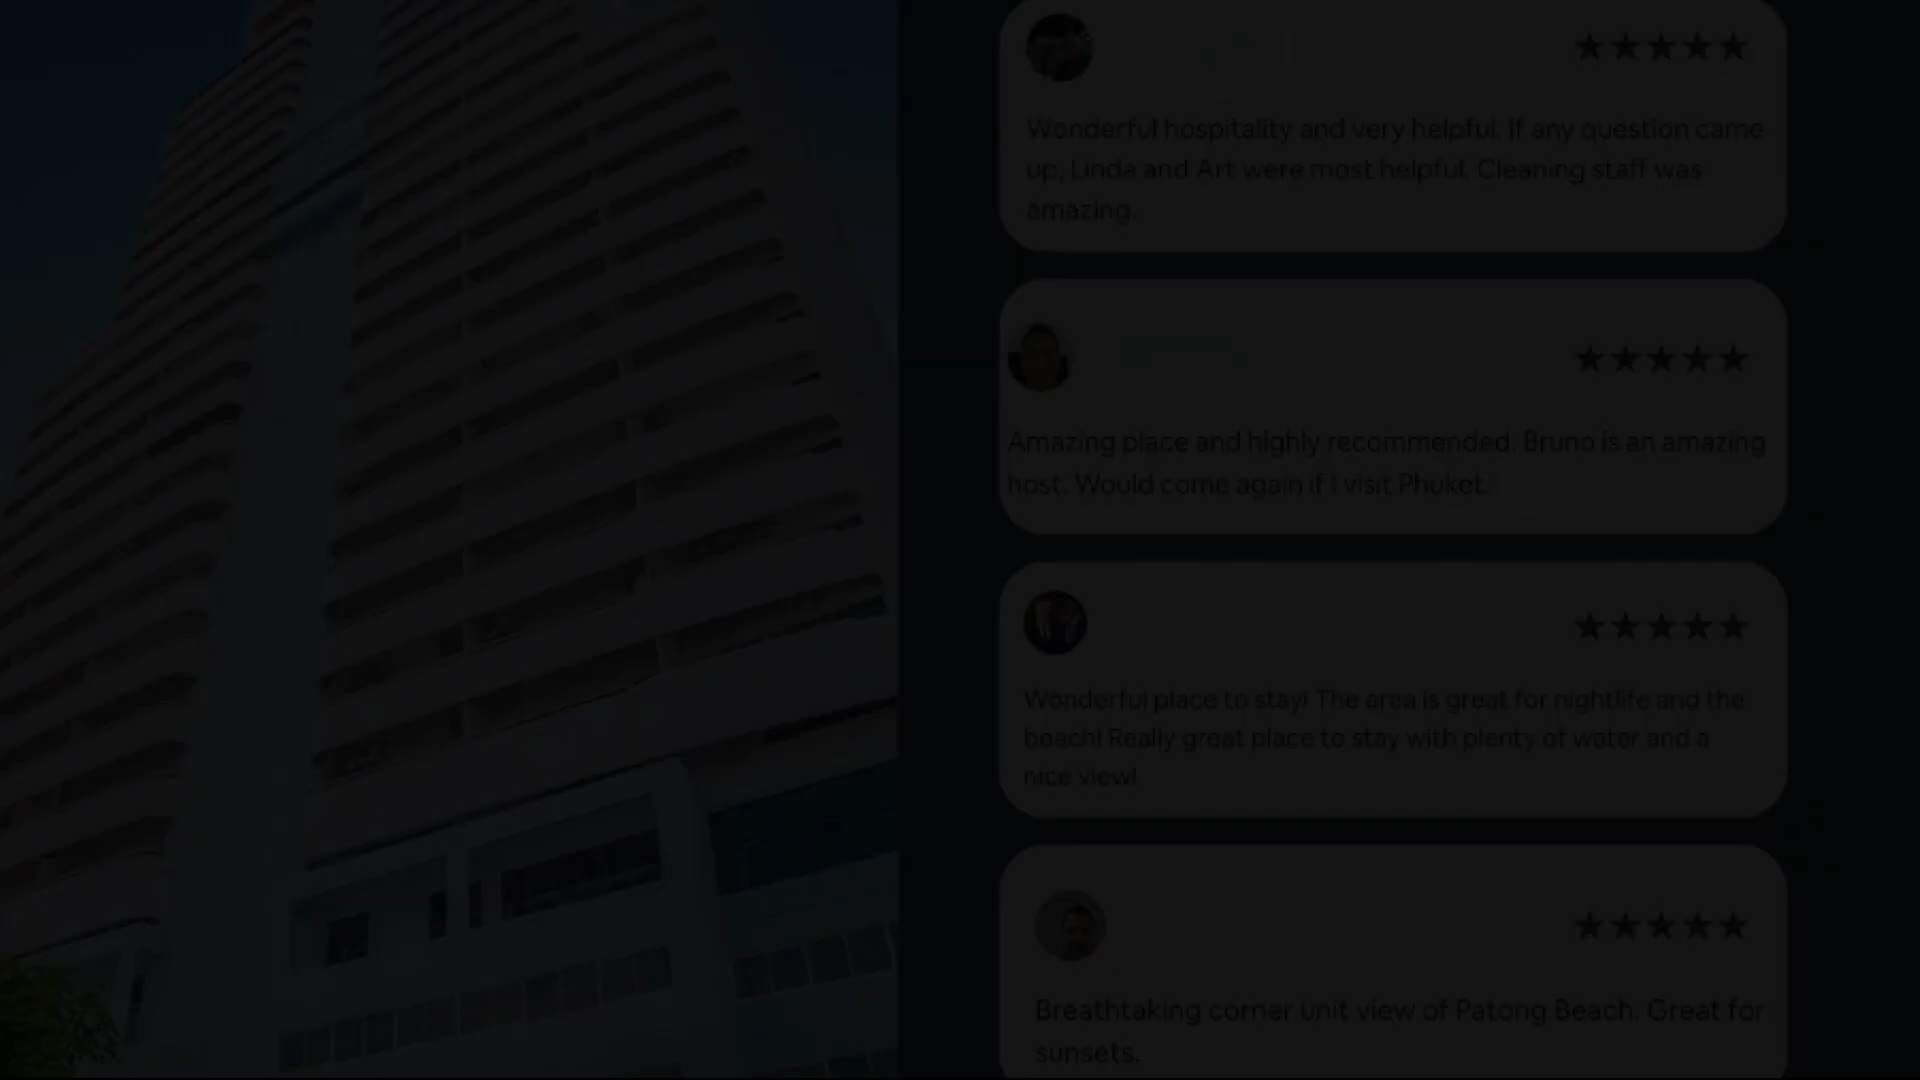 Wonderful hospitality and very helpful. If any question came
up, Linda and Art were most helpful. Cleaning staff was
amazing.
Amazing place and highly recommended. Bruno is an amazing
host. Would come again if I visit Phuket.
Wonderful place to stay! The area is great for nightlife and the
beach! Really great place to stay with plenty of water and a
nice view!
Breathtaking corner unit view of Patong Beach. Great for
sunsets.